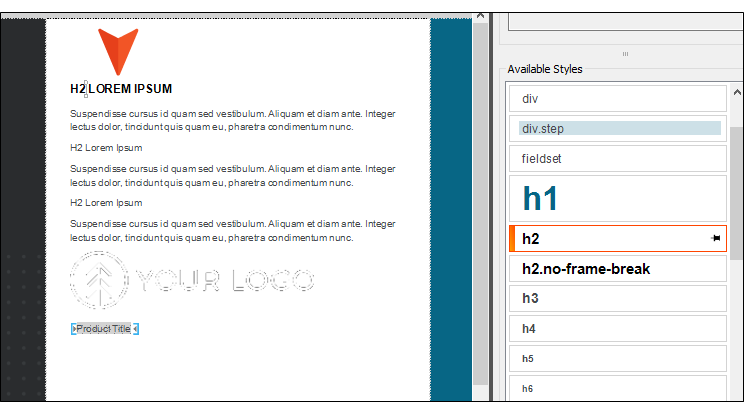 H2 LOREM IPSUM
Suspendisse cursus id quam sed vestibulum. Aliquam et diam ante. Integer
lectus dolor, tincidunt quis quam eu, pharetra condimentum nunc.
H2 Lorem Ipsum
Suspendisse cursus id quam sed vestibulum. Aliquam et diam ante. Integer
lectus dolor, tincidunt quis quam eu, pharetra condimentum nunc.
H2 Lorem Ipsum
Suspendisse cursus id quam sed vestibulum. Aliquam et diam ante. Integer
lectus dolor, tincidunt quis quam eu, pharetra condimentum nunc.
YOUR LOGO
Product Title
Available Styles
div
div.step
fieldset
h1
h2
h2.no-frame-break
h3
h4
h5
h6